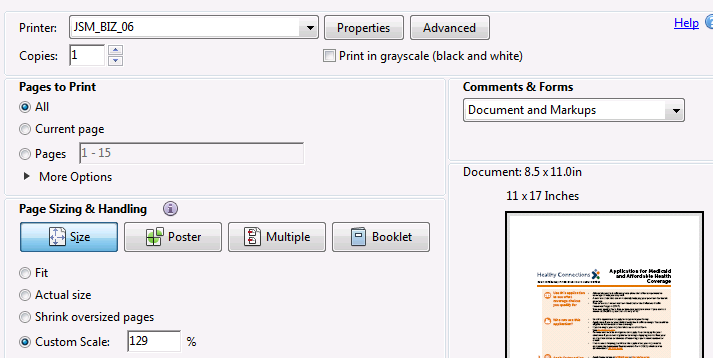 Printer: JSM_BIZ_06 Properties Advanced Help
Copies: 1 Print in grayscale (black and white)
Pages to Print
All
Current page
Pages 1 - 15
More Options
Comments & Forms
Document and Markups
Document: 8.5 x 11.0in
11 x 17 Inches
Page Sizing & Handling
Size Poster Multiple Booklet
Fit
Actual size
Shrink oversized pages
Custom Scale: 129 %
Healthy Connections
Application for Medicaid
and Affordable Health
Coverage